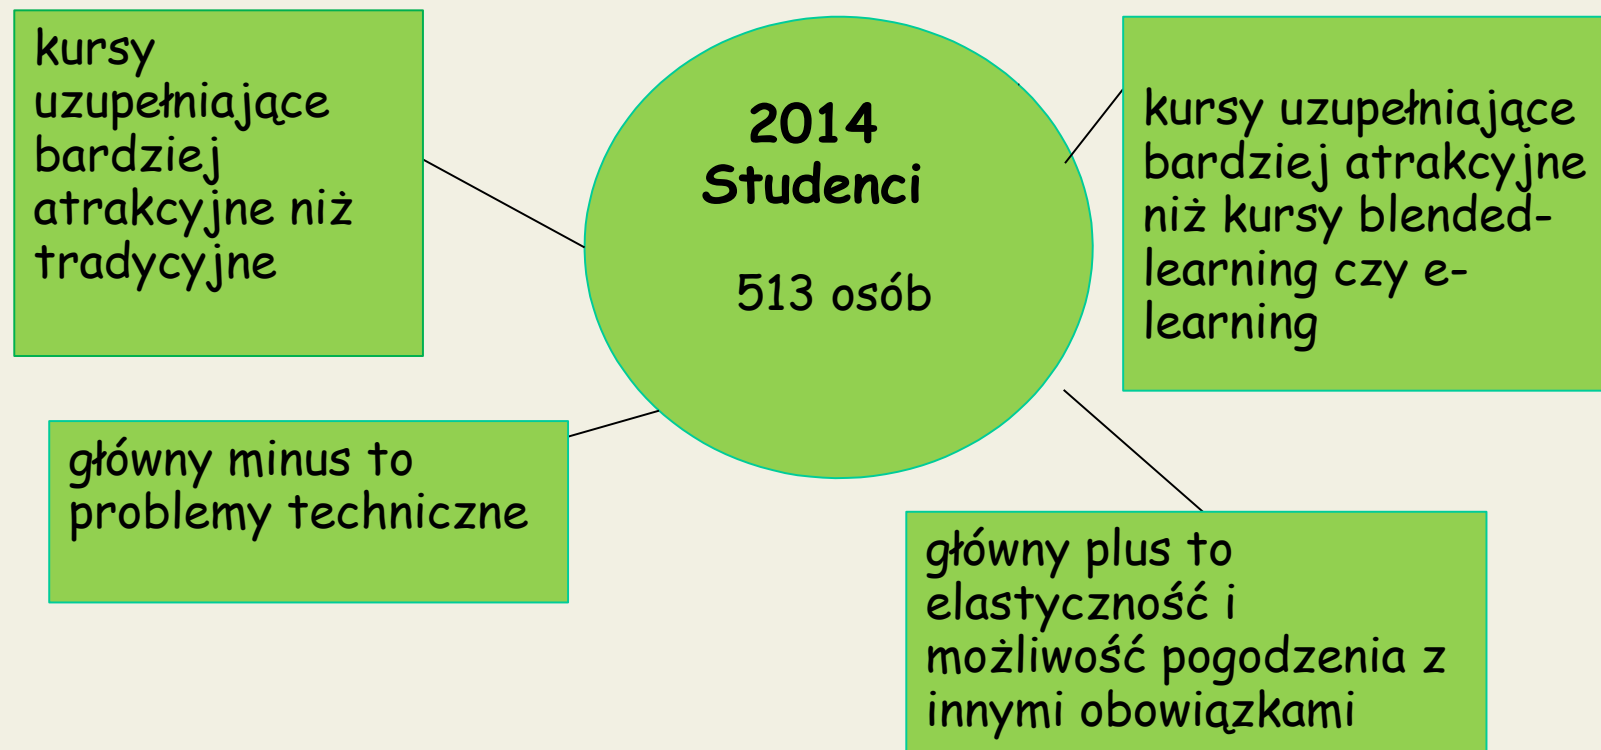 kursy
uzupełniające
bardziej
atrakcyjne niż
tradycyjne
2014
Studenci
513 osób
kursy uzupełniające
bardziej atrakcyjne
niż kursy blended-
learning czy e-
learning
główny minus to
problemy techniczne
główny plus to
elastyczność i
możliwość pogodzenia z
innymi obowiązkami